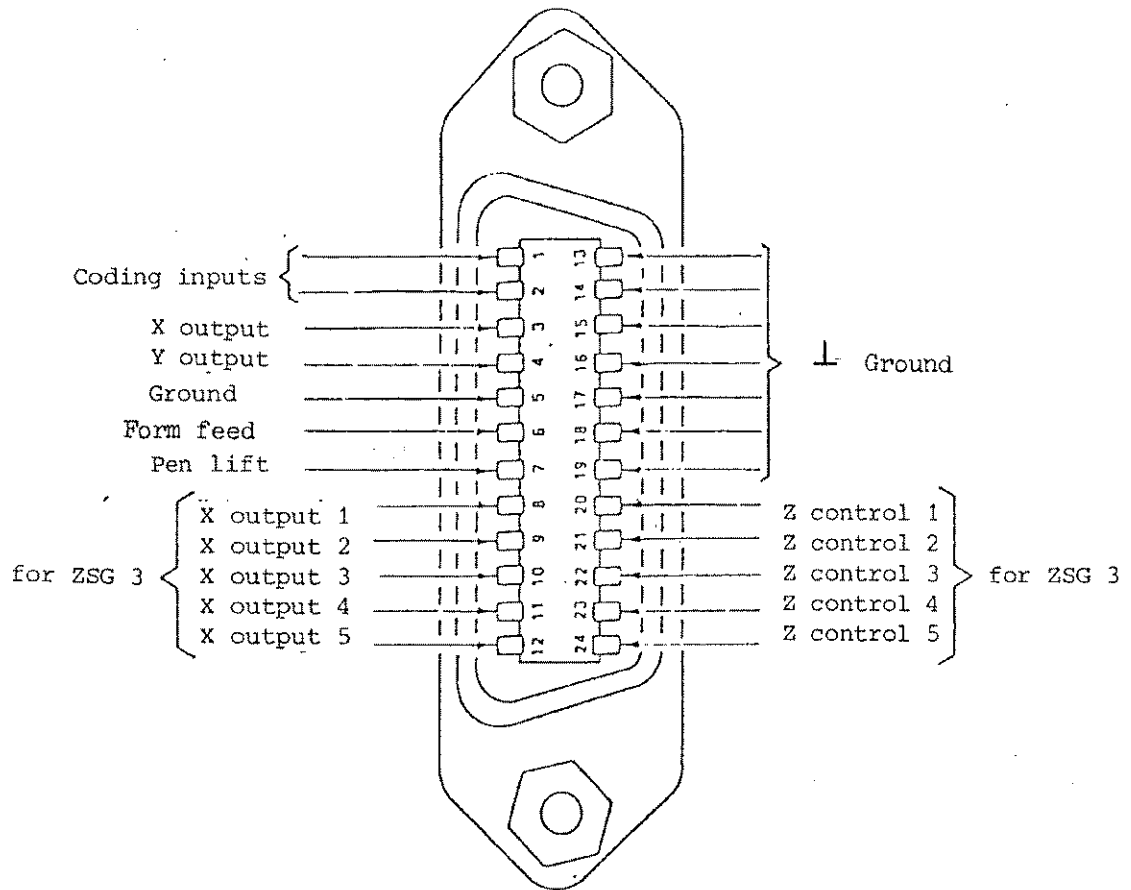 Coding inputs
X output
Y output
Ground
Form feed
Pen lift
for ZSG 3
X output 1
X output 2
X output 3
X output 4
X output 5
1
2
3
4
5
6
7
8
9
10
11
12
13
14
15
16
17
18
19
20
21
22
23
24
⊥ Ground
Z control 1
Z control 2
Z control 3
Z control 4
Z control 5
for ZSG 3